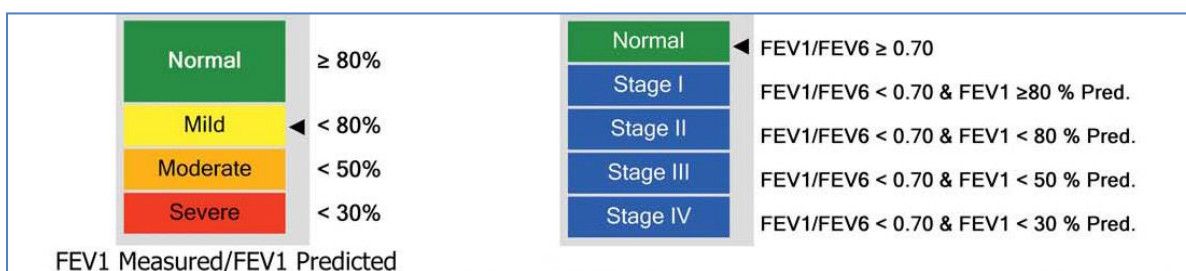 Normal ≥ 80%
Mild < 80%
Moderate < 50%
Severe < 30%
FEV1 Measured/FEV1 Predicted
Normal FEV1/FEV6 ≥ 0.70
Stage I FEV1/FEV6 < 0.70 & FEV1 ≥80 % Pred.
Stage II FEV1/FEV6 < 0.70 & FEV1 < 80 % Pred.
Stage III FEV1/FEV6 < 0.70 & FEV1 < 50 % Pred.
Stage IV FEV1/FEV6 < 0.70 & FEV1 < 30 % Pred.